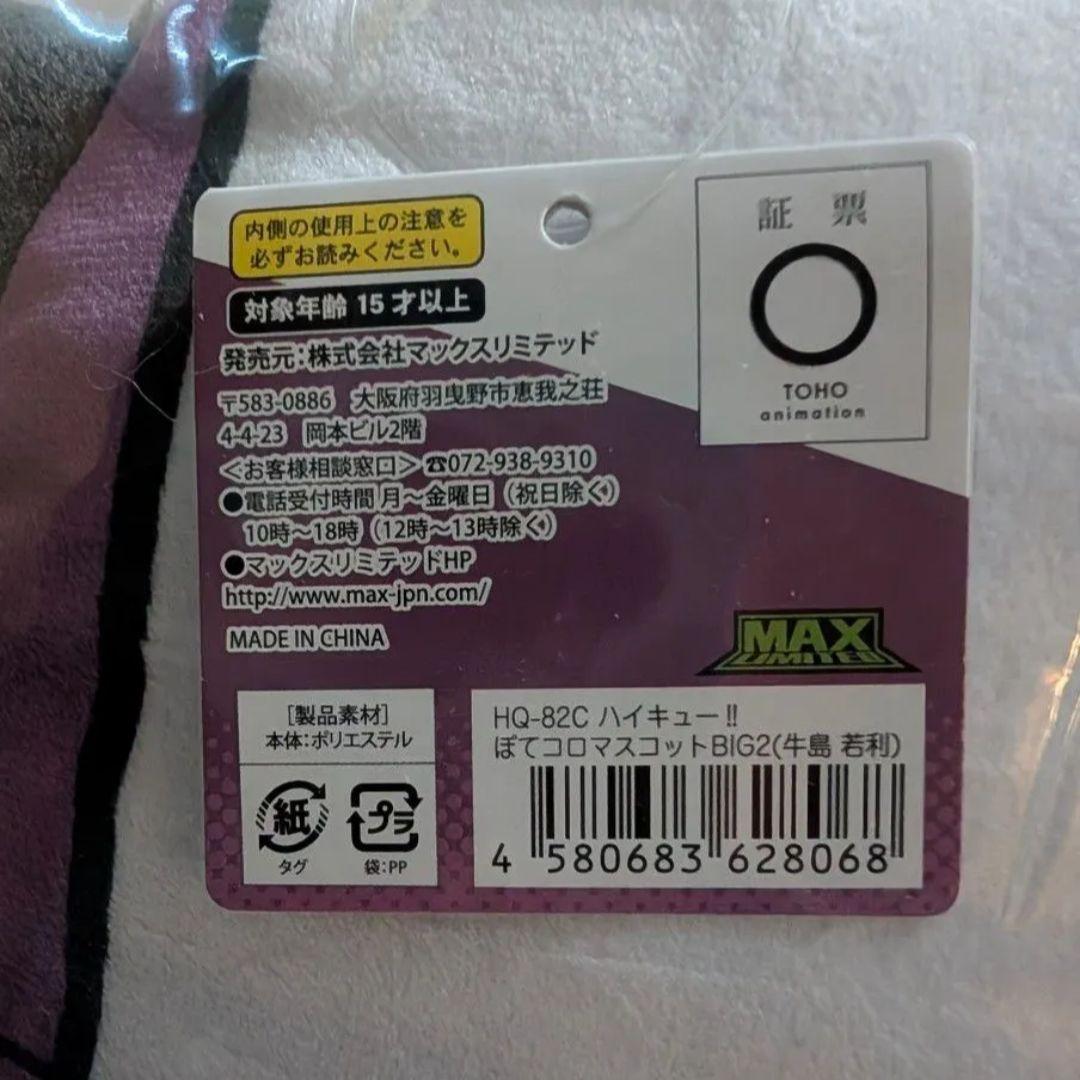 内側の使用上の注意を
必ずお読みください。
対象年齢 15才以上
発売元:株式会社マックスリミテッド
〒583-0886 大阪府羽曳野市恵我之荘
4-4-23 岡本ビル2階
<お客様相談窓口>☎072-938-9310
●電話受付時間 月~金曜日(祝日除く)
10時~18時(12時~13時除く)
●マックスリミテッドHP
http://www.max-jpn.com/
MADE IN CHINA
証 票
TOHO
animation
MAX
LIMITED
[製品素材]
本体:ポリエステル
紙
タグ
プラ
袋:PP
HQ-82C ハイキュー!!
ぽてコロマスコットBIG2(牛島 若利)
4 580683 628068